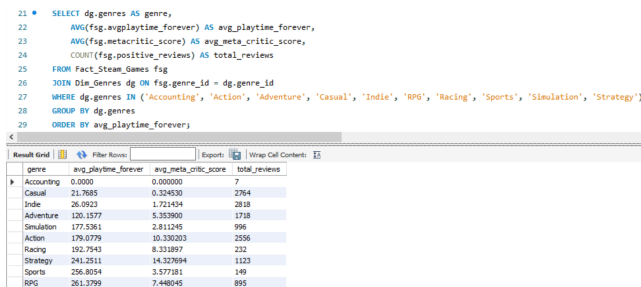 21 SELECT dg.genres AS genre,
22 AVG(fsg.avgplaytime_forever) AS avg_playtime_forever,
23 AVG(fsg.metacritic_score) AS avg_meta_critic_score,
24 COUNT(fsg.positive_reviews) AS total_reviews
25 FROM Fact_Steam_Games fsg
26 JOIN Dim_Genres dg ON fsg.genre_id = dg.genre_id
27 WHERE dg.genres IN ('Accounting', 'Action', 'Adventure', 'Casual', 'Indie', 'RPG', 'Racing', 'Sports', 'Simulation', 'Strategy')
28 GROUP BY dg.genres
29 ORDER BY avg_playtime_forever;
Result Grid Filter Rows: Export: Wrap Cell Content:
genre avg_playtime_forever avg_meta_critic_score total_reviews
Accounting 0.0000 0.000000 7
Casual 21.7685 0.324530 2764
Indie 26.0923 1.721434 2818
Adventure 120.1577 5.353900 1718
Simulation 177.5361 2.811245 996
Action 179.0779 10.330203 2556
Racing 192.7543 8.331897 232
Strategy 241.2511 14.327694 1123
Sports 256.8054 3.577181 149
RPG 261.3799 7.448045 895